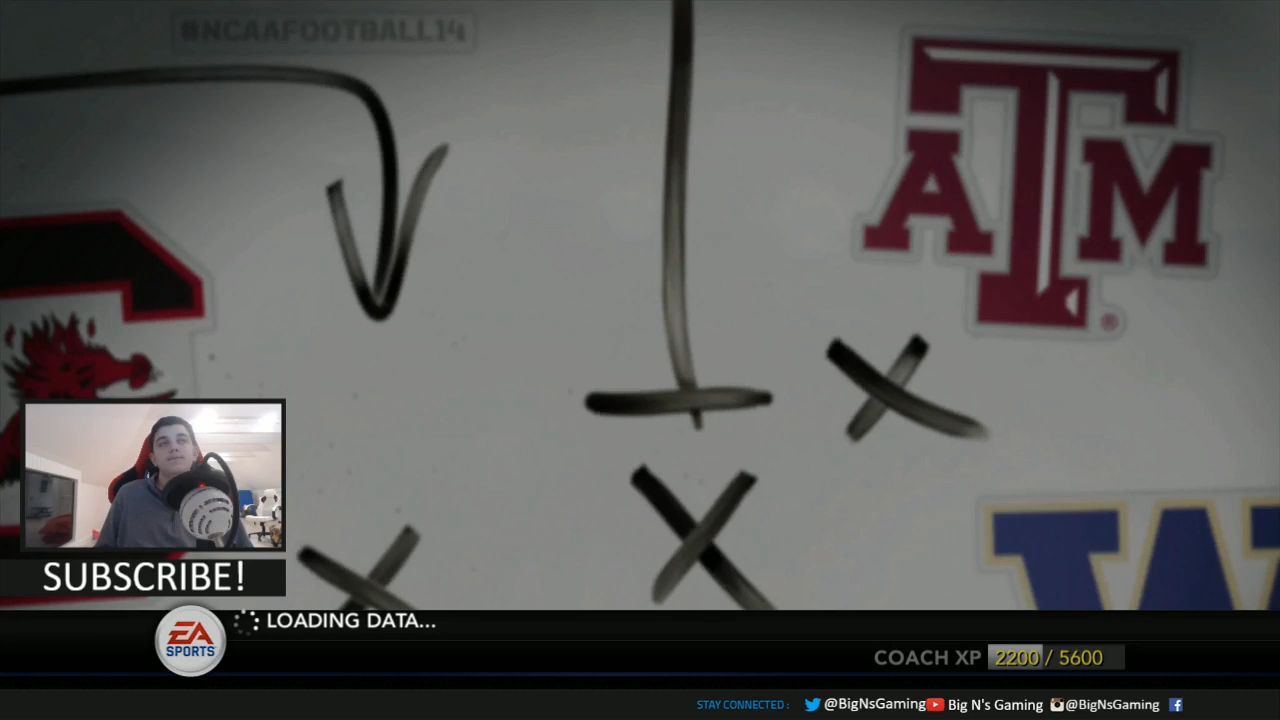 #NCAAFOOTBALL14
ATM
®
SUBSCRIBE!
EA
SPORTS
LOADING DATA...
COACH XP 2200 / 5600
STAY CONNECTED : @BigNsGaming Big N's Gaming @BigNsGaming